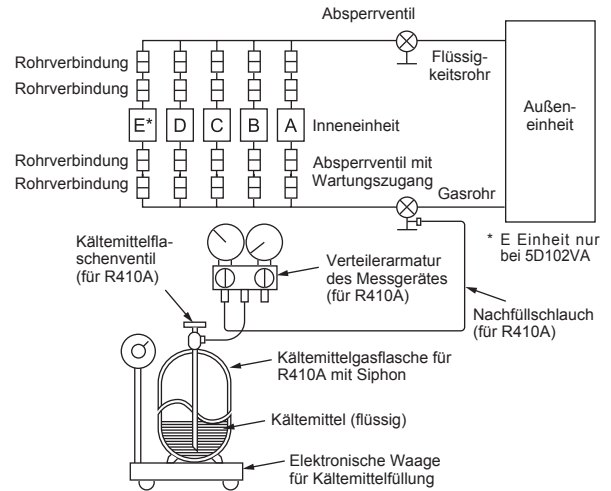 Absperrventil
Rohrverbindung
Rohrverbindung
Flüssig-
keitsrohr
Außen-
einheit
E*
D
C
B
A
Inneneinheit
Rohrverbindung
Rohrverbindung
Absperrventil mit
Wartungszugang
Gasrohr
* E Einheit nur
bei 5D102VA
Kältemittelfla-
schenventil
(für R410A)
Verteilerarmatur
des Messgerätes
(für R410A)
Nachfüllschlauch
(für R410A)
Kältemittelgasflasche für
R410A mit Siphon
Kältemittel (flüssig)
Elektronische Waage
für Kältemittelfüllung